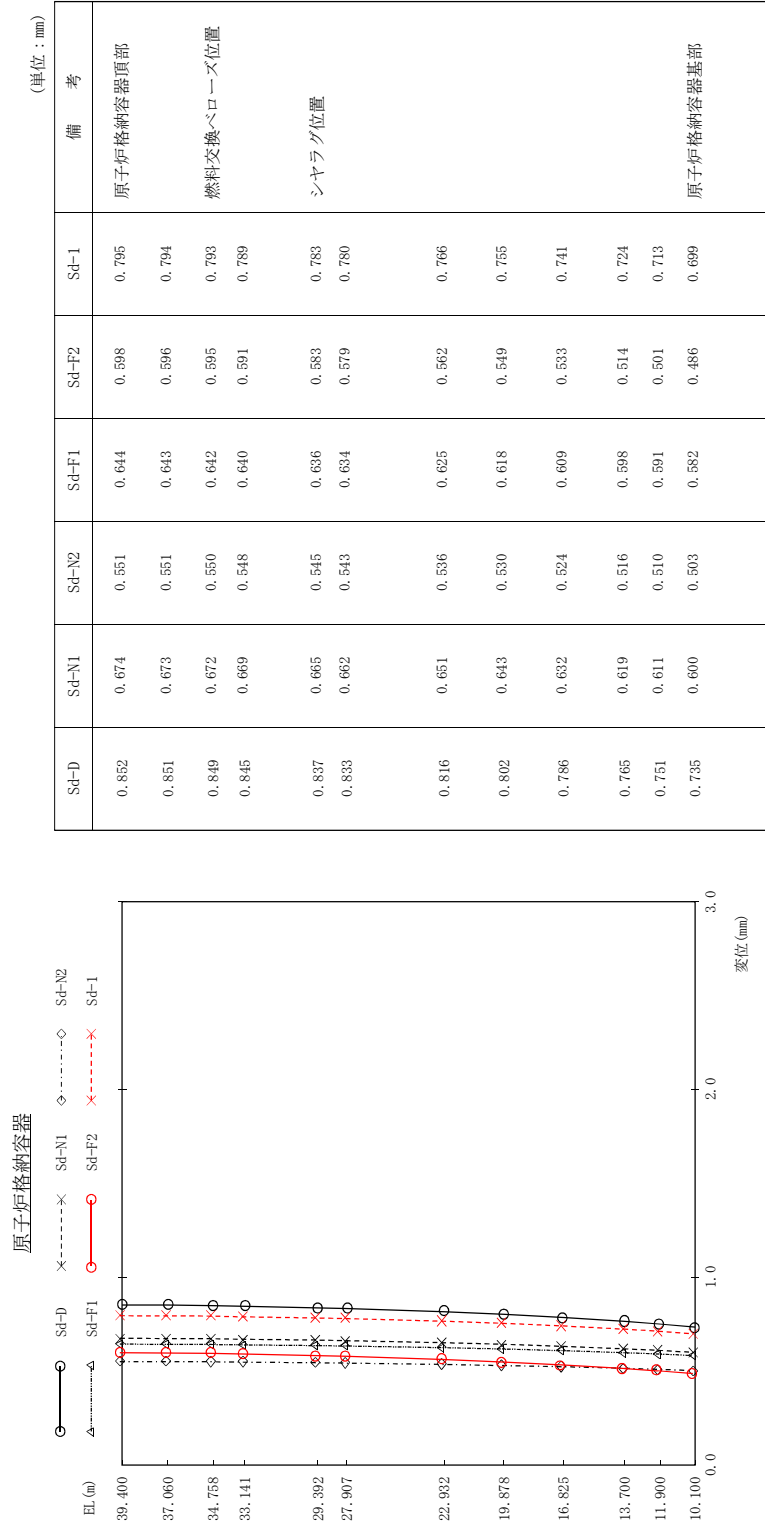 原子炉格納容器
Sd-D Sd-N1 Sd-N2
Sd-F1 Sd-F2 Sd-1
EL(m)
39.400
37.060
34.758
33.141
29.392
27.907
22.932
19.878
16.825
13.700
11.900
10.100
0.0 1.0 2.0 3.0
変位(mm)
(単位：mm)
Sd-D Sd-N1 Sd-N2 Sd-F1 Sd-F2 Sd-1 備 考
0.852 0.674 0.551 0.644 0.598 0.795 原子炉格納容器頂部
0.851 0.673 0.551 0.643 0.596 0.794
0.849 0.672 0.550 0.642 0.595 0.793 燃料交換ベローズ位置
0.845 0.669 0.548 0.640 0.591 0.789
0.837 0.665 0.545 0.636 0.583 0.783 シヤラグ位置
0.833 0.662 0.543 0.634 0.579 0.780
0.816 0.651 0.536 0.625 0.562 0.766
0.802 0.643 0.530 0.618 0.549 0.755
0.786 0.632 0.524 0.609 0.533 0.741
0.765 0.619 0.516 0.598 0.514 0.724
0.751 0.611 0.510 0.591 0.501 0.713
0.735 0.600 0.503 0.582 0.486 0.699 原子炉格納容器基部